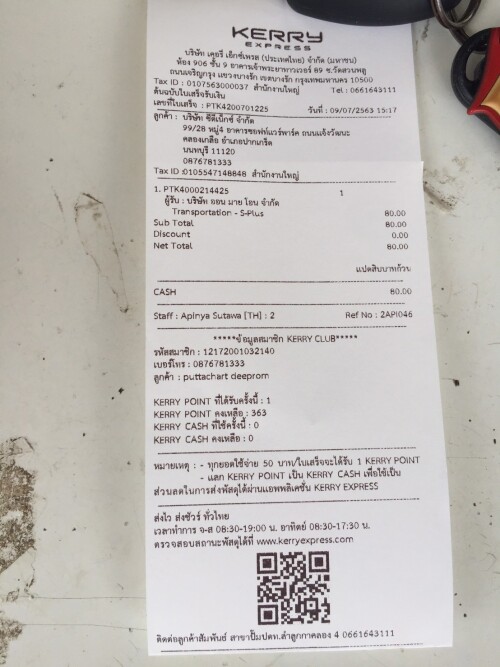 KERRY
EXPRESS
บริษัท เคอรี่ เอ็กซ์เพรส (ประเทศไทย) จำกัด (มหาชน)
ห้อง 906 ชั้น 9 อาคารเจ้าพระยาทาวเวอร์ 89 ซ.วัดสวนพลู
ถนนเจริญกรุง แขวงบางรัก เขตบางรัก กรุงเทพมหานคร 10500
Tax ID : 0107563000037 สำนักงานใหญ่ Tel : 0661643111
ต้นฉบับใบเสร็จรับเงิน
เลขที่ใบเสร็จ : PTK4200701225 วันที่ : 09/07/2563 15:17
ลูกค้า : บริษัท ซีดีเน็กซ์ จำกัด
99/28 หมู่4 อาคารซอฟท์แวร์พาร์ค ถนนแจ้งวัฒนะ
คลองเกลือ อำเภอปากเกร็ด
นนทบุรี 11120
0876781333
Tax ID :0105547148848 สำนักงานใหญ่
1. PTK4000214425 1
ผู้รับ : บริษัท ออน มาย โอน จำกัด
Transportation - S-Plus 80.00
Sub Total 80.00
Discount 0.00
Net Total 80.00
แปดสิบบาทถ้วน
CASH 80.00
Staff : Apinya Sutawa [TH] : 2 Ref No : 2API046
*****ข้อมูลสมาชิก KERRY CLUB*****
รหัสสมาชิก : 12172001032140
เบอร์โทร : 0876781333
ลูกค้า : puttachart deeprom
KERRY POINT ที่ได้รับครั้งนี้ : 1
KERRY POINT คงเหลือ : 363
KERRY CASH ที่ใช้ครั้งนี้ : 0
KERRY CASH คงเหลือ : 0
หมายเหตุ : - ทุกยอดใช้จ่าย 50 บาท/ใบเสร็จจะได้รับ 1 KERRY POINT
- แลก KERRY POINT เป็น KERRY CASH เพื่อใช้เป็น
ส่วนลดในการส่งพัสดุได้ผ่านแอพพลิเคชั่น KERRY EXPRESS
ส่งไว ส่งชัวร์ ทั่วไทย
เวลาทำการ จ-ส 08:30-19:00 น. อาทิตย์ 08:30-17:30 น.
ตรวจสอบสถานะพัสดุได้ที่ www.kerryexpress.com
ติดต่อลูกค้าสัมพันธ์ สาขาปั๊มปตท.ลำลูกกาคลอง 4 0661643111